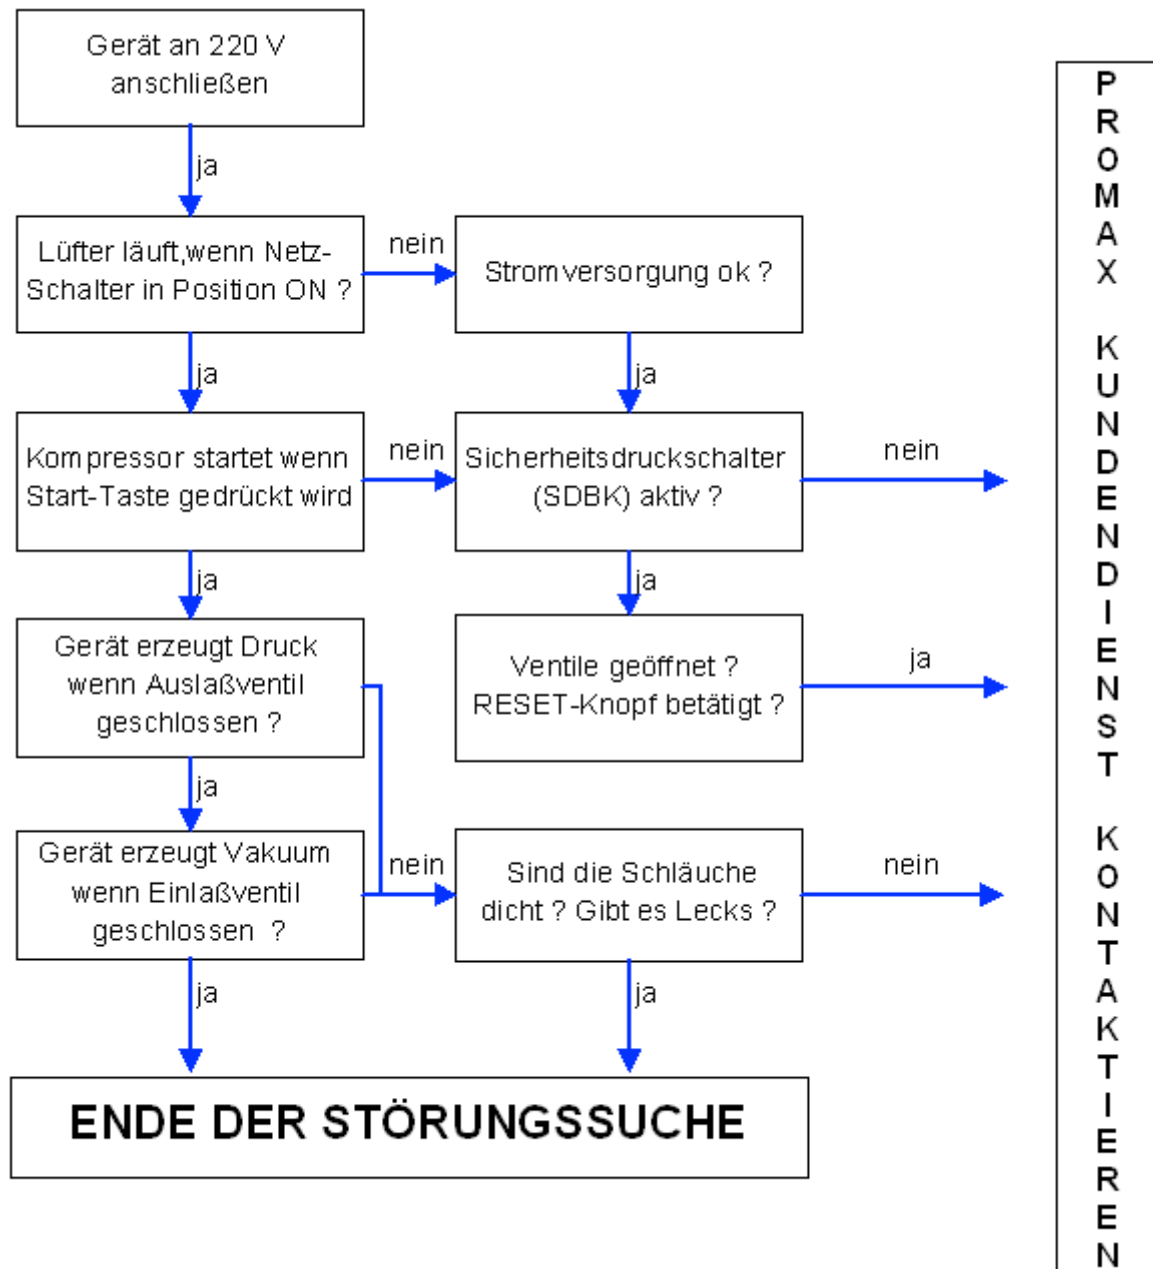 Gerät an 220 V
anschließen
ja
Lüfter läuft,wenn Netz-
Schalter in Position ON ?
nein
Stromversorgung ok ?
ja
ja
Kompressor startet wenn
Start-Taste gedrückt wird
nein
Sicherheitsdruckschalter
(SDBK) aktiv ?
nein
ja
ja
Gerät erzeugt Druck
wenn Auslaßventil
geschlossen ?
Ventile geöffnet ?
RESET-Knopf betätigt ?
ja
ja
Gerät erzeugt Vakuum
wenn Einlaßventil
geschlossen ?
nein
Sind die Schläuche
dicht ? Gibt es Lecks ?
nein
ja
ja
ENDE DER STÖRUNGSSUCHE
PROMAX KUNDENDIENST KONTAKTIEREN